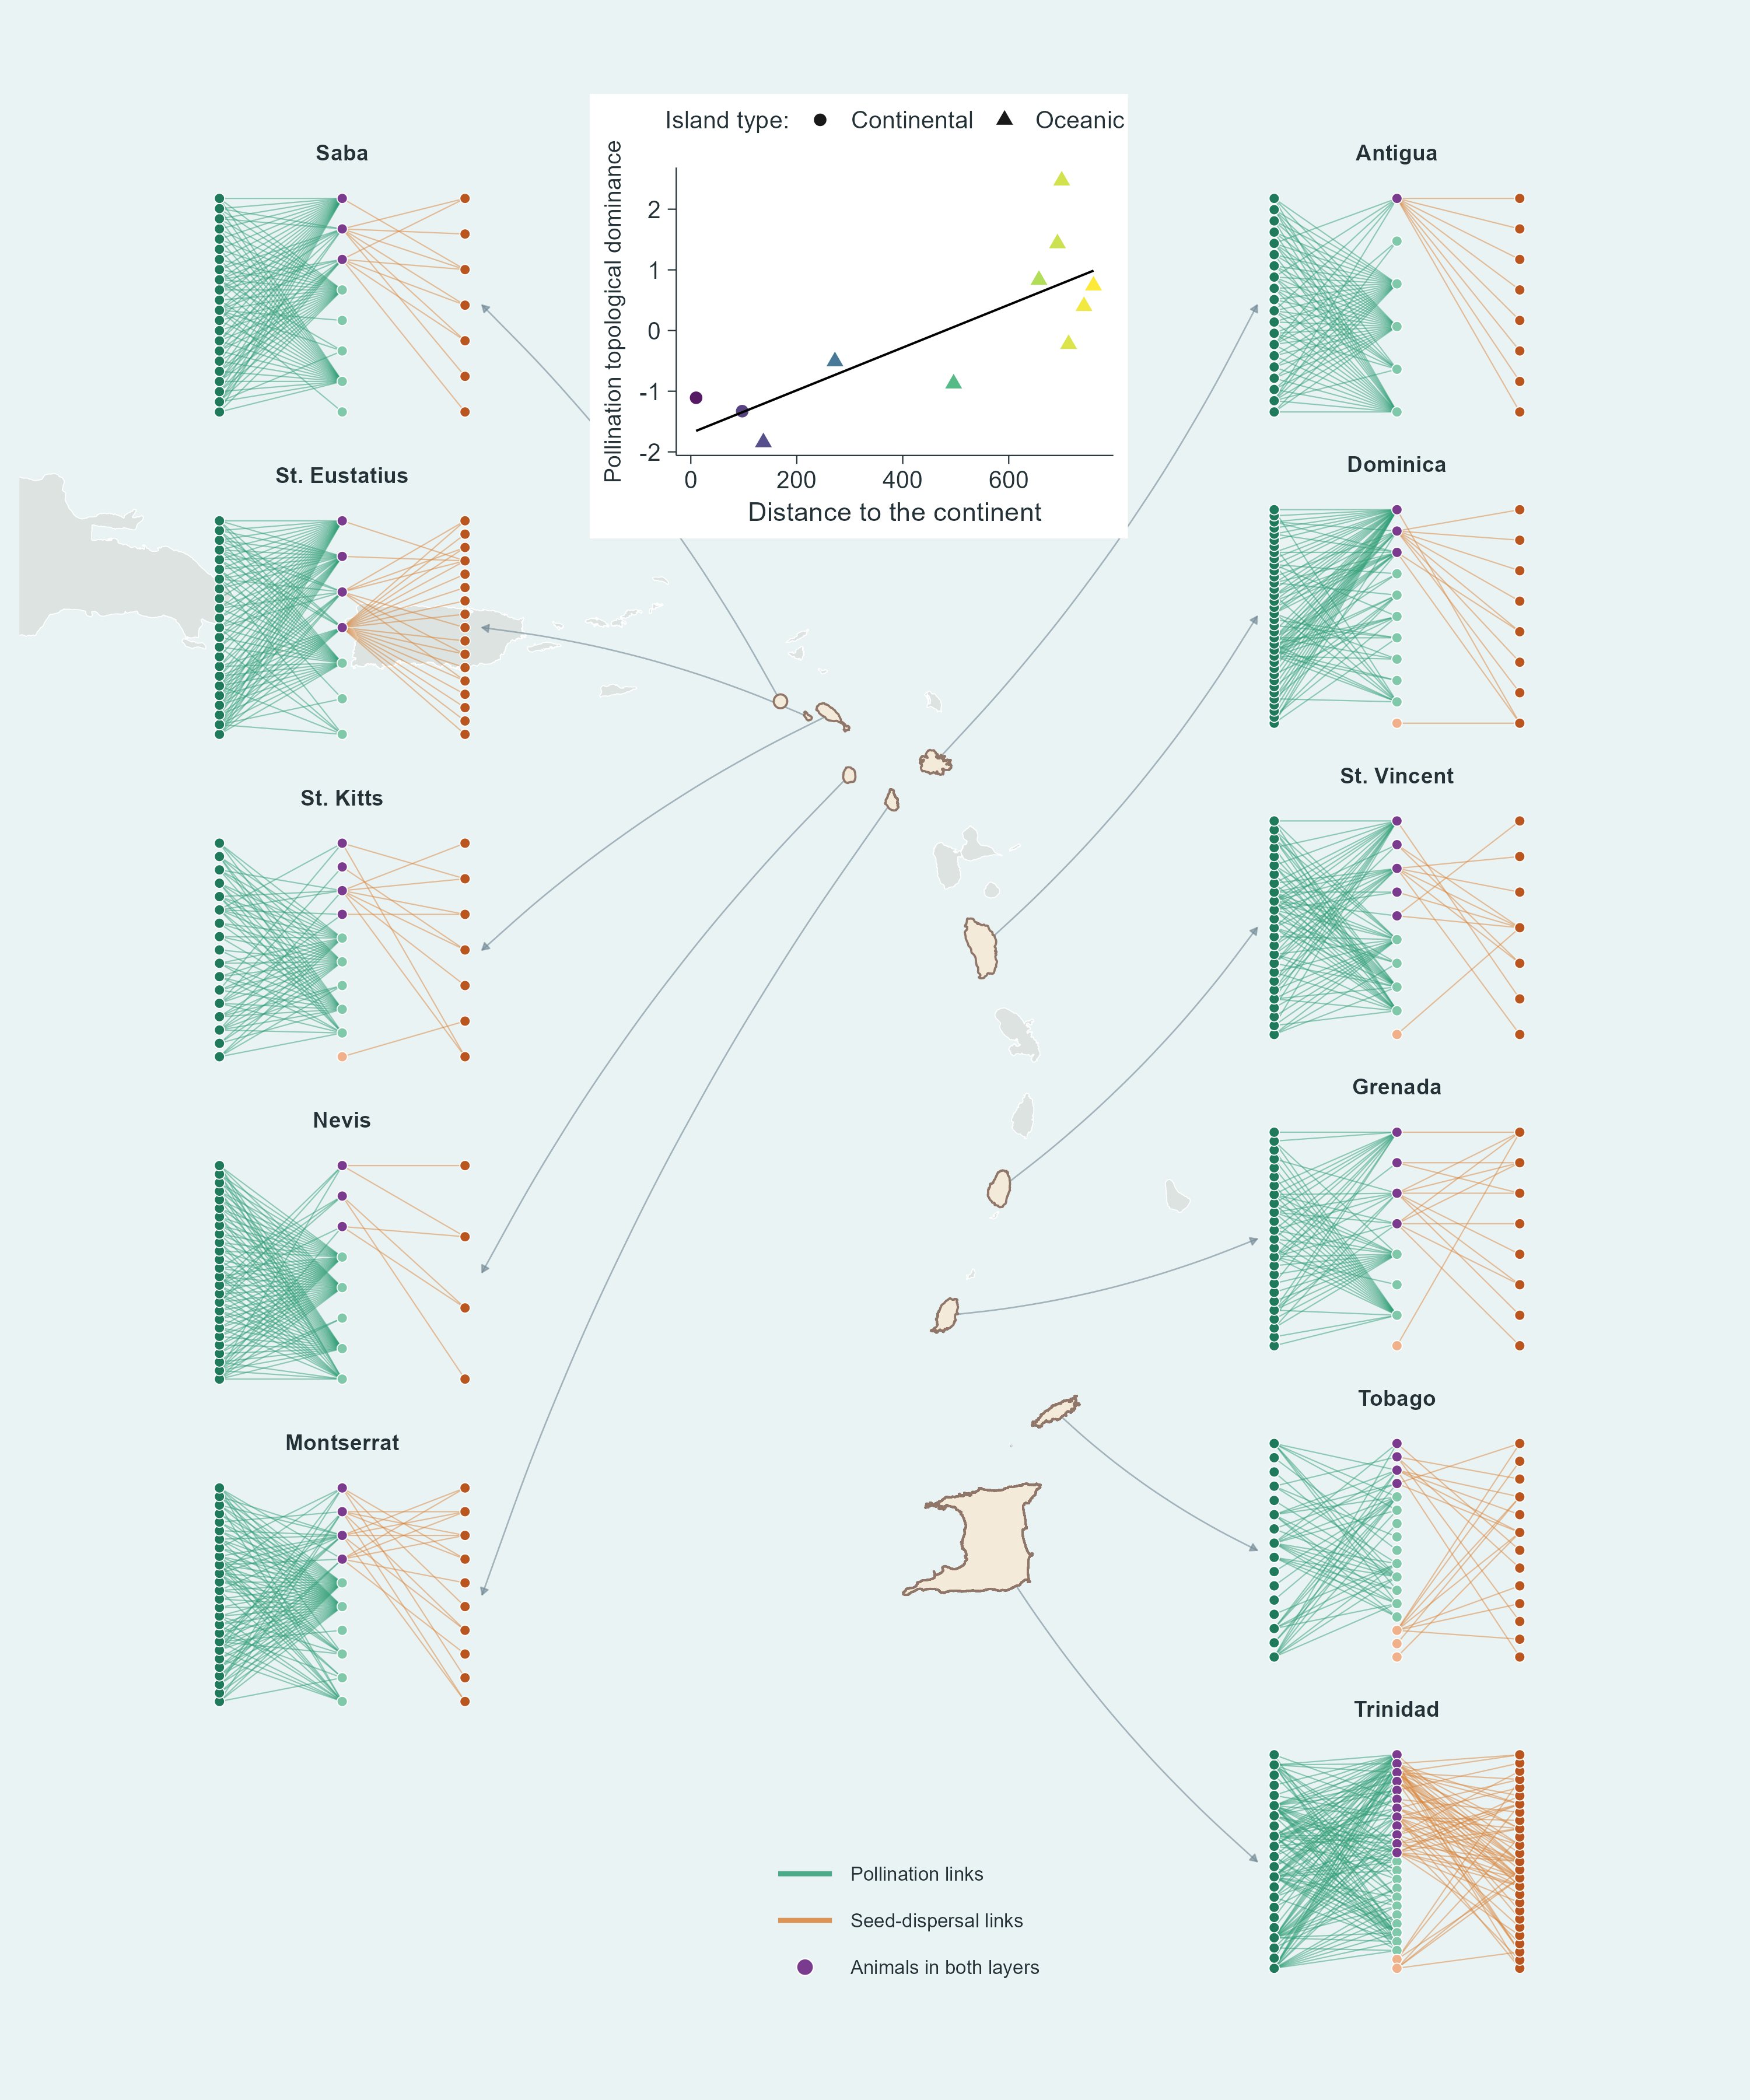 Island type: Continental Oceanic
Pollination topological dominance
2
1
0
-1
-2
0 200 400 600
Distance to the continent
Saba
St. Eustatius
St. Kitts
Nevis
Montserrat
Antigua
Dominica
St. Vincent
Grenada
Tobago
Trinidad
Pollination links
Seed-dispersal links
Animals in both layers